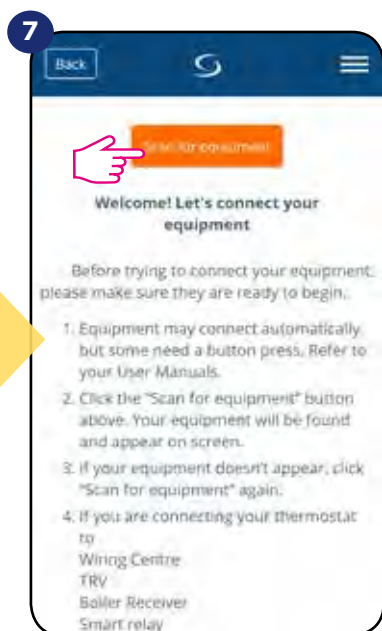 7
Back
Scan for equipment
Welcome! Let's connect your
equipment
Before trying to connect your equipment,
please make sure they are ready to begin.
1. Equipment may connect automatically
but some need a button press. Refer to
your User Manuals.
2. Click the "Scan for equipment" button
above. Your equipment will be found
and appear on screen.
3. If your equipment doesn't appear, click
"Scan for equipment" again.
4. If you are connecting your thermostat
to
Wiring Centre
TRV
Boiler Receiver
Smart relay